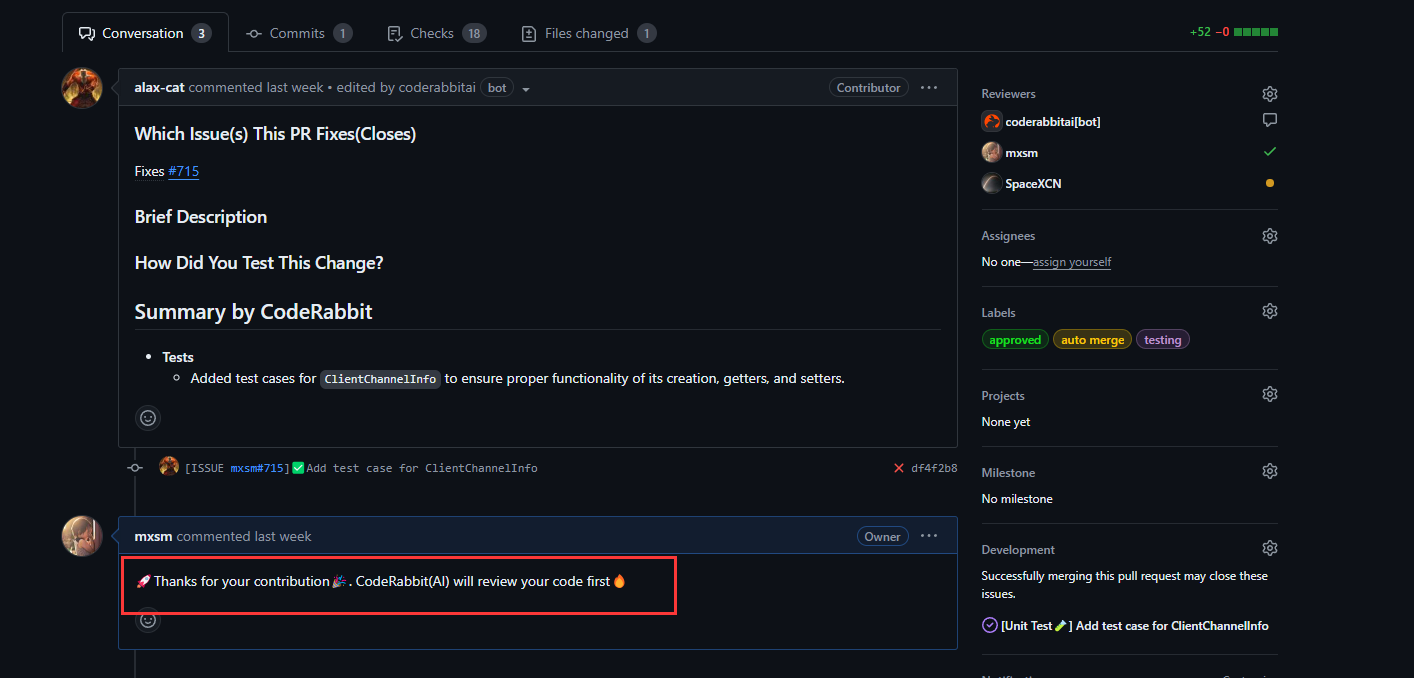 Conversation 3 Commits 1 Checks 18 Files changed 1 +52 −0
alax-cat commented last week • edited by coderabbitai bot Contributor
Which Issue(s) This PR Fixes(Closes)
Fixes #715
Brief Description
How Did You Test This Change?
Summary by CodeRabbit
Tests
Added test cases for ClientChannelInfo to ensure proper functionality of its creation, getters, and setters.
[ISSUE mxsm#715]✅Add test case for ClientChannelInfo df4f2b8
mxsm commented last week Owner
🚀Thanks for your contribution🎉. CodeRabbit(AI) will review your code first🔥
Reviewers
coderabbitai[bot]
mxsm
SpaceXCN
Assignees
No one—assign yourself
Labels
approved auto merge testing
Projects
None yet
Milestone
No milestone
Development
Successfully merging this pull request may close these
issues.
[Unit Test🧪] Add test case for ClientChannelInfo